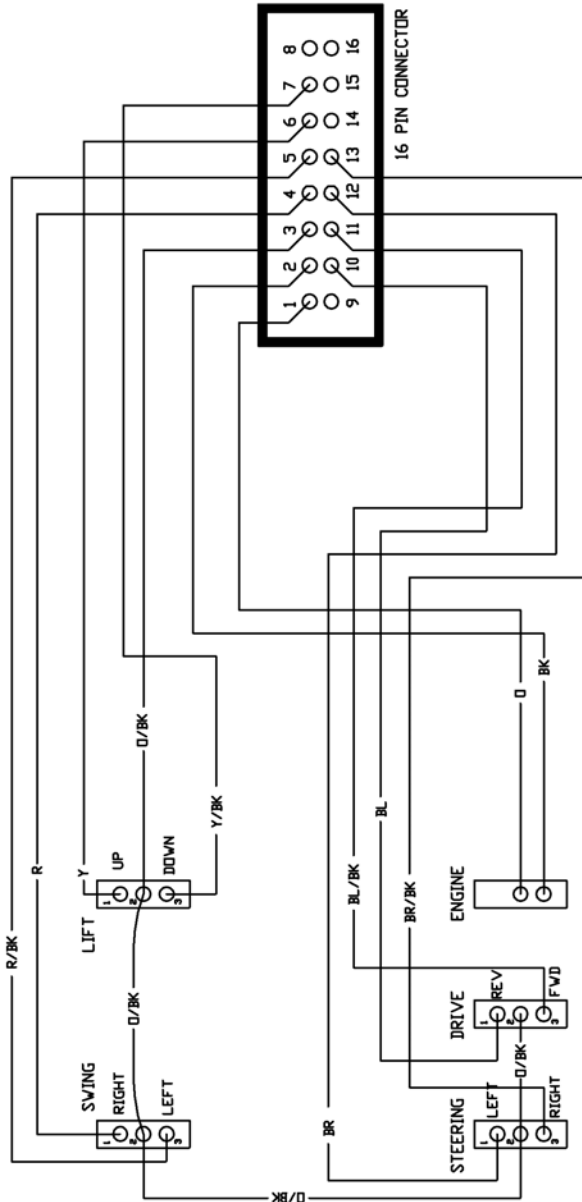 8 16
7 15
6 14
5 13
4 12
3 11
2 10
1 9
16 PIN CONNECTOR
O/BK
Y/BK
O
BK
BL
BL/BK
BR/BK
R
Y
R/BK
LIFT
UP
DOWN
1
2
3
O/BK
ENGINE
DRIVE
REV
FWD
1
2
3
O/BK
SWING
RIGHT
LEFT
1
2
3
STEERING
LEFT
RIGHT
1
2
3
BR
O/BK